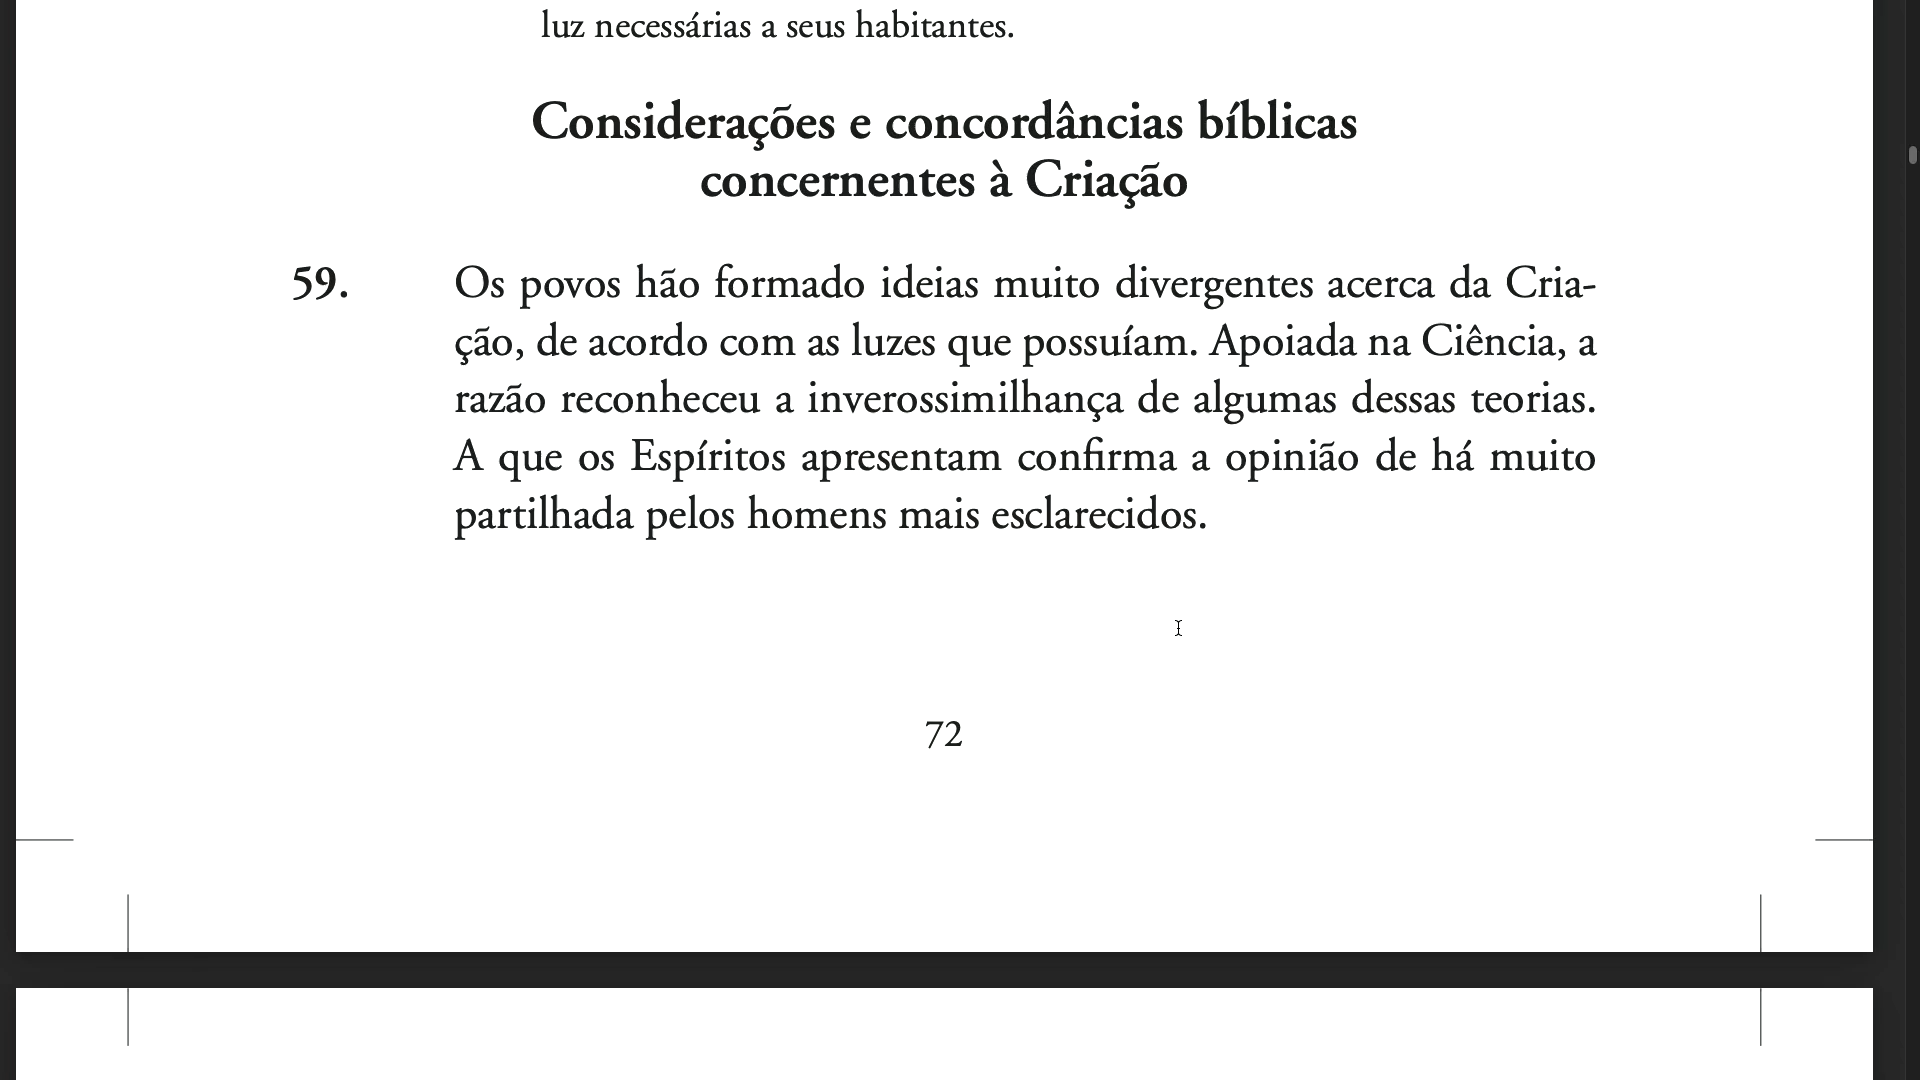 luz necessárias a seus habitantes.
Considerações e concordâncias bíblicas
concernentes à Criação
59. Os povos hão formado ideias muito divergentes acerca da Cria-
ção, de acordo com as luzes que possuíam. Apoiada na Ciência, a
razão reconheceu a inverossimilhança de algumas dessas teorias.
A que os Espíritos apresentam confirma a opinião de há muito
partilhada pelos homens mais esclarecidos.
72